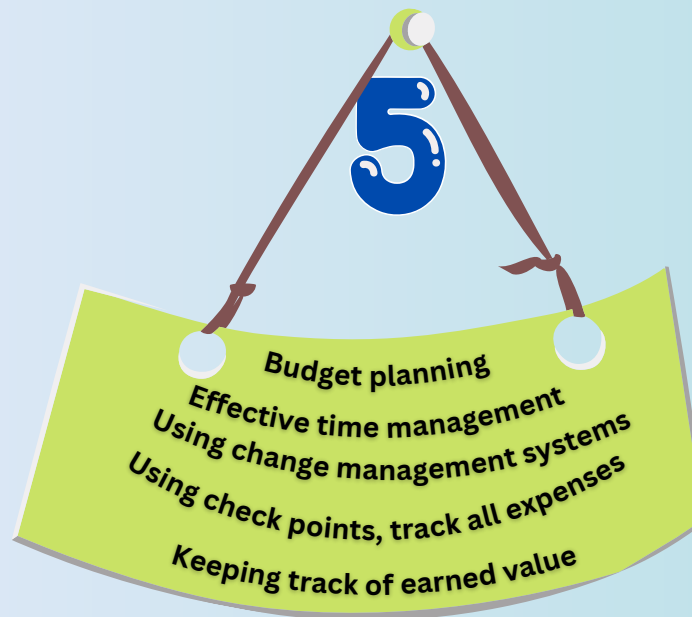 5
Budget planning
Effective time management
Using change management systems
Using check points, track all expenses
Keeping track of earned value